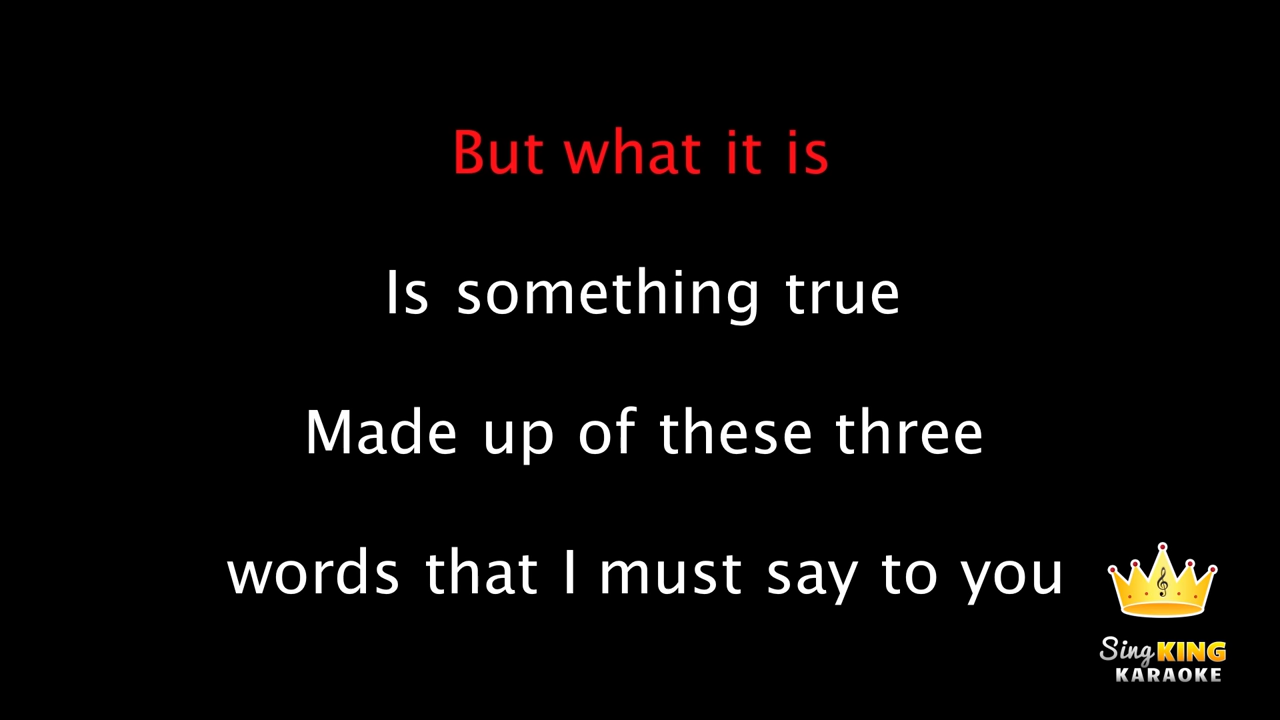 But what it is
Is something true
Made up of these three
words that I must say to you
Sing KING
KARAOKE